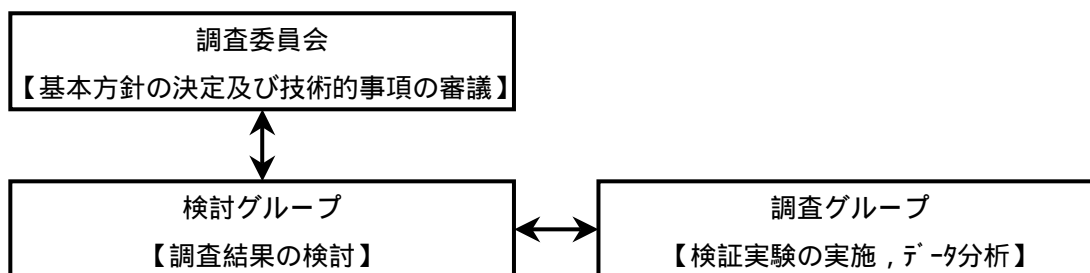 調査委員会
【基本方針の決定及び技術的事項の審議】
検討グループ
【調査結果の検討】
調査グループ
【検証実験の実施，ﾃﾞｰﾀ分析】